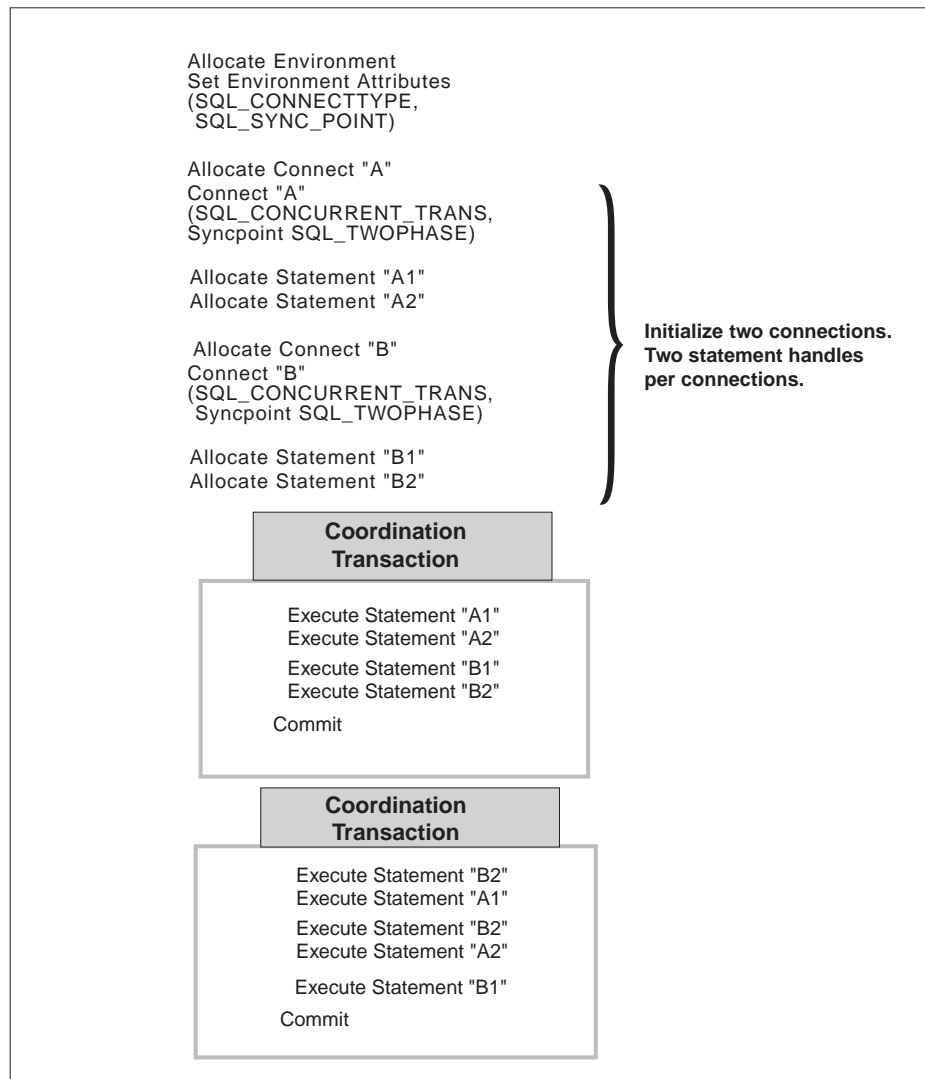 Allocate Environment
Set Environment Attributes
(SQL_CONNECTTYPE,
SQL_SYNC_POINT)
Allocate Connect "A"
Connect "A"
(SQL_CONCURRENT_TRANS,
Syncpoint SQL_TWOPHASE)
Allocate Statement "A1"
Allocate Statement "A2"
Allocate Connect "B"
Connect "B"
(SQL_CONCURRENT_TRANS,
Syncpoint SQL_TWOPHASE)
Allocate Statement "B1"
Allocate Statement "B2"
Initialize two connections.
Two statement handles
per connections.
Coordination
Transaction
Execute Statement "A1"
Execute Statement "A2"
Execute Statement "B1"
Execute Statement "B2"
Commit
Coordination
Transaction
Execute Statement "B2"
Execute Statement "A1"
Execute Statement "B2"
Execute Statement "A2"
Execute Statement "B1"
Commit